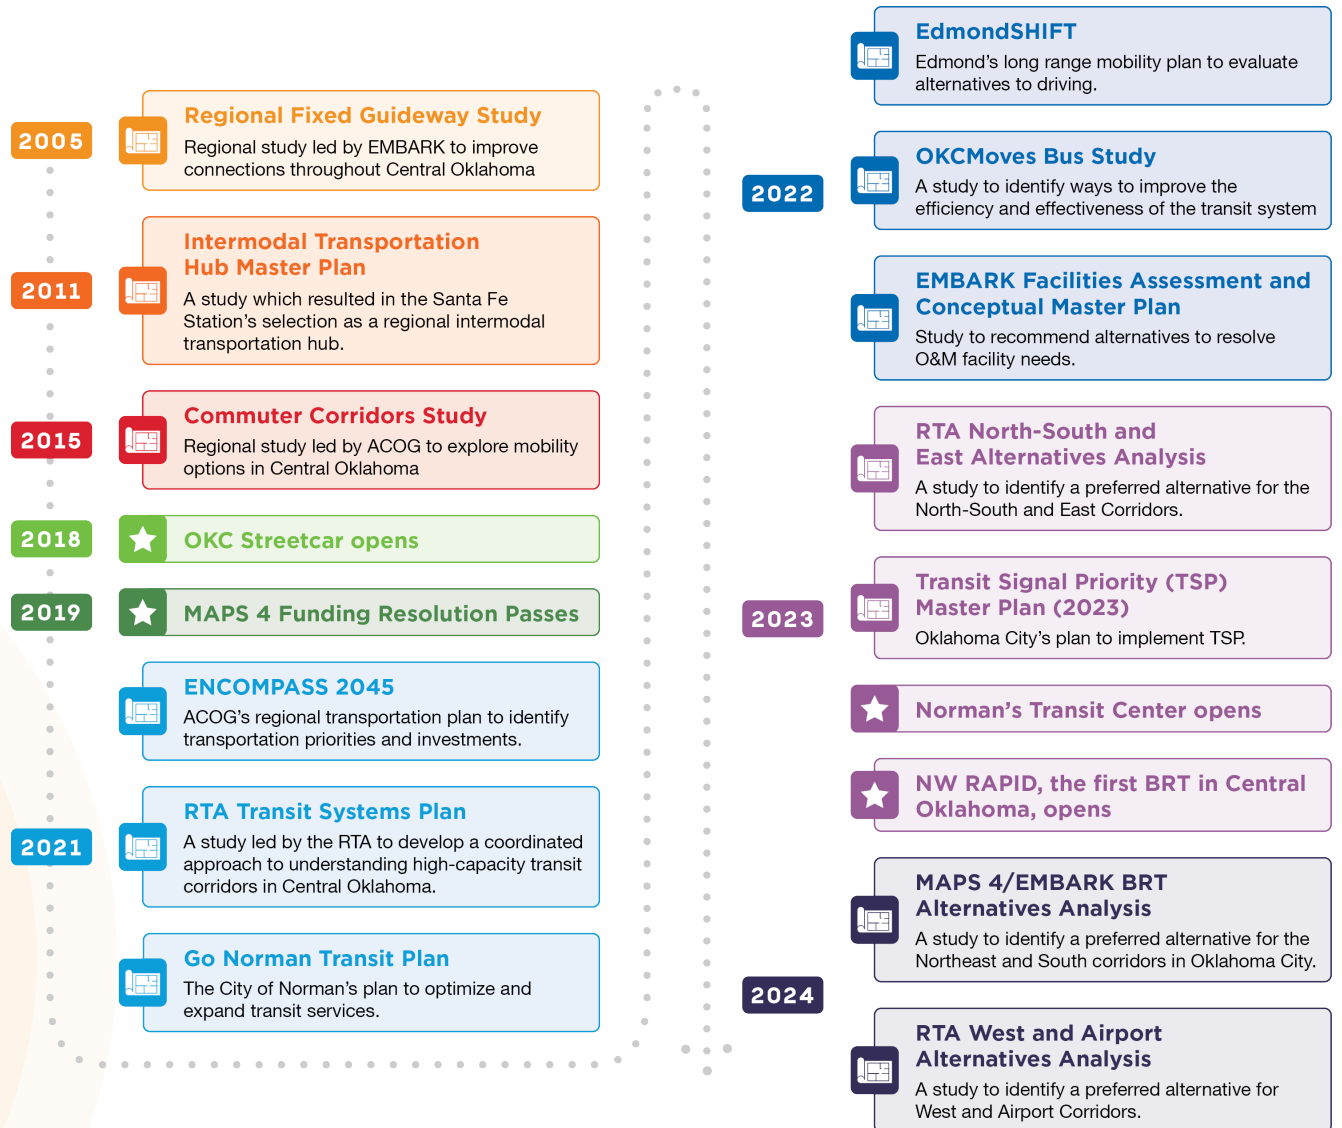 2005
Regional Fixed Guideway Study
Regional study led by EMBARK to improve
connections throughout Central Oklahoma
2011
Intermodal Transportation
Hub Master Plan
A study which resulted in the Santa Fe
Station's selection as a regional intermodal
transportation hub.
2015
Commuter Corridors Study
Regional study led by ACOG to explore mobility
options in Central Oklahoma
2018
OKC Streetcar opens
2019
MAPS 4 Funding Resolution Passes
2021
ENCOMPASS 2045
ACOG's regional transportation plan to identify
transportation priorities and investments.
RTA Transit Systems Plan
A study led by the RTA to develop a coordinated
approach to understanding high-capacity transit
corridors in Central Oklahoma.
Go Norman Transit Plan
The City of Norman's plan to optimize and
expand transit services.
2022
EdmondSHIFT
Edmond's long range mobility plan to evaluate
alternatives to driving.
OKCMoves Bus Study
A study to identify ways to improve the
efficiency and effectiveness of the transit system
EMBARK Facilities Assessment and
Conceptual Master Plan
Study to recommend alternatives to resolve
O&M facility needs.
2023
RTA North-South and
East Alternatives Analysis
A study to identify a preferred alternative for the
North-South and East Corridors.
Transit Signal Priority (TSP)
Master Plan (2023)
Oklahoma City's plan to implement TSP.
Norman's Transit Center opens
NW RAPID, the first BRT in Central
Oklahoma, opens
2024
MAPS 4/EMBARK BRT
Alternatives Analysis
A study to identify a preferred alternative for the
Northeast and South corridors in Oklahoma City.
RTA West and Airport
Alternatives Analysis
A study to identify a preferred alternative for
West and Airport Corridors.